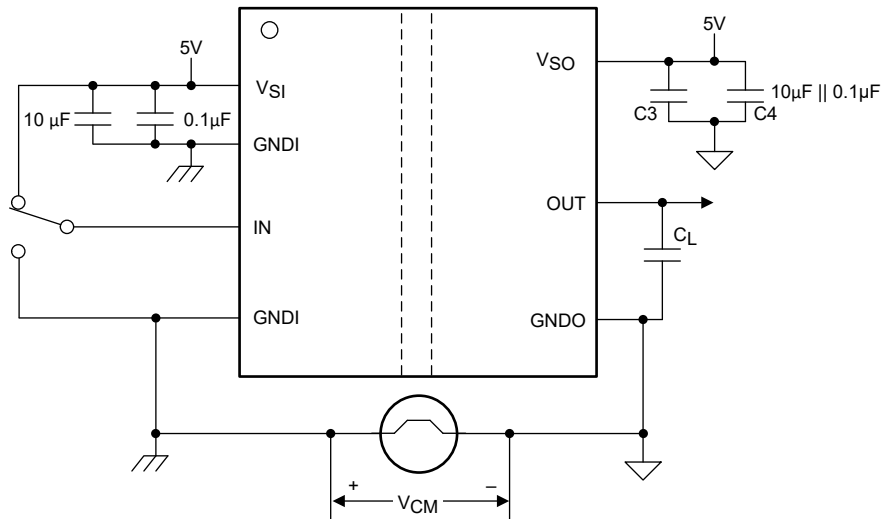 5V
5V
VSI
VSO
10 μF
0.1μF
C3
C4
10μF || 0.1μF
GNDI
IN
OUT
CL
GNDI
GNDO
+
VCM
–